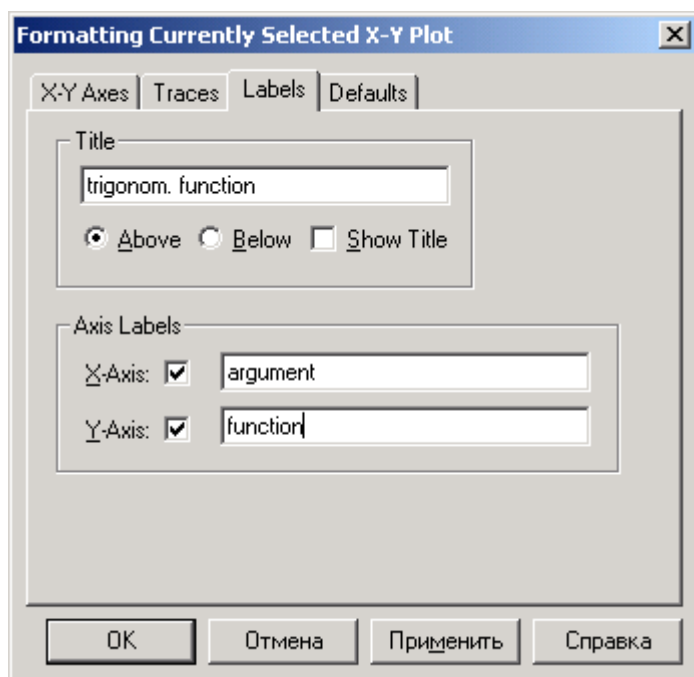 Formatting Currently Selected X-Y Plot
X-Y Axes Traces Labels Defaults
Title
trigonom. function
Above Below Show Title
Axis Labels
X-Axis: argument
Y-Axis: function
OK Отмена Применить Справка